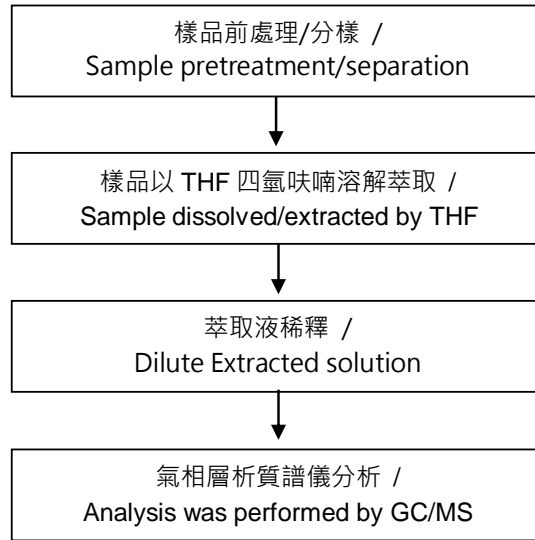 樣品前處理/分樣 /
Sample pretreatment/separation
樣品以 THF 四氫呋喃溶解萃取 /
Sample dissolved/extracted by THF
萃取液稀釋 /
Dilute Extracted solution
氣相層析質譜儀分析 /
Analysis was performed by GC/MS